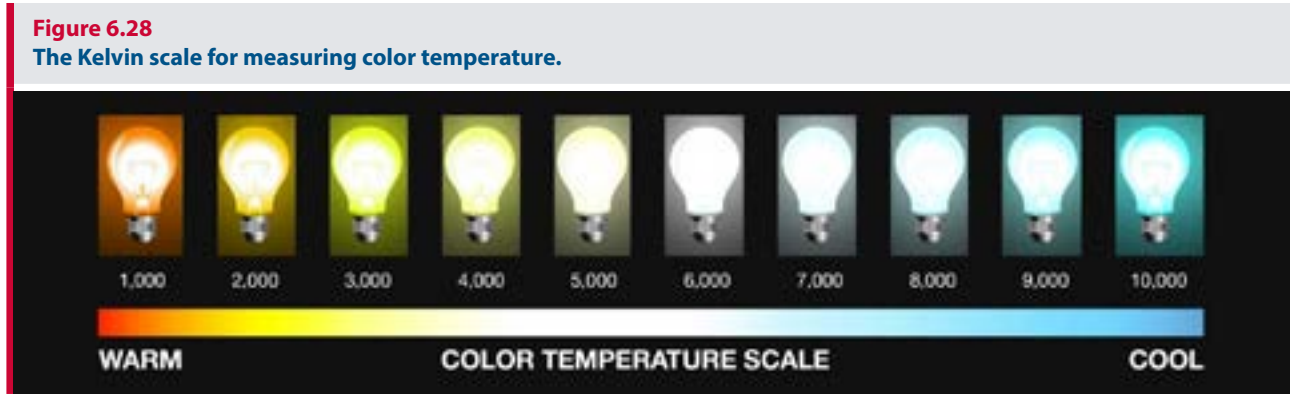 Figure 6.28
The Kelvin scale for measuring color temperature.
1,000 2,000 3,000 4,000 5,000 6,000 7,000 8,000 9,000 10,000
WARM COLOR TEMPERATURE SCALE COOL